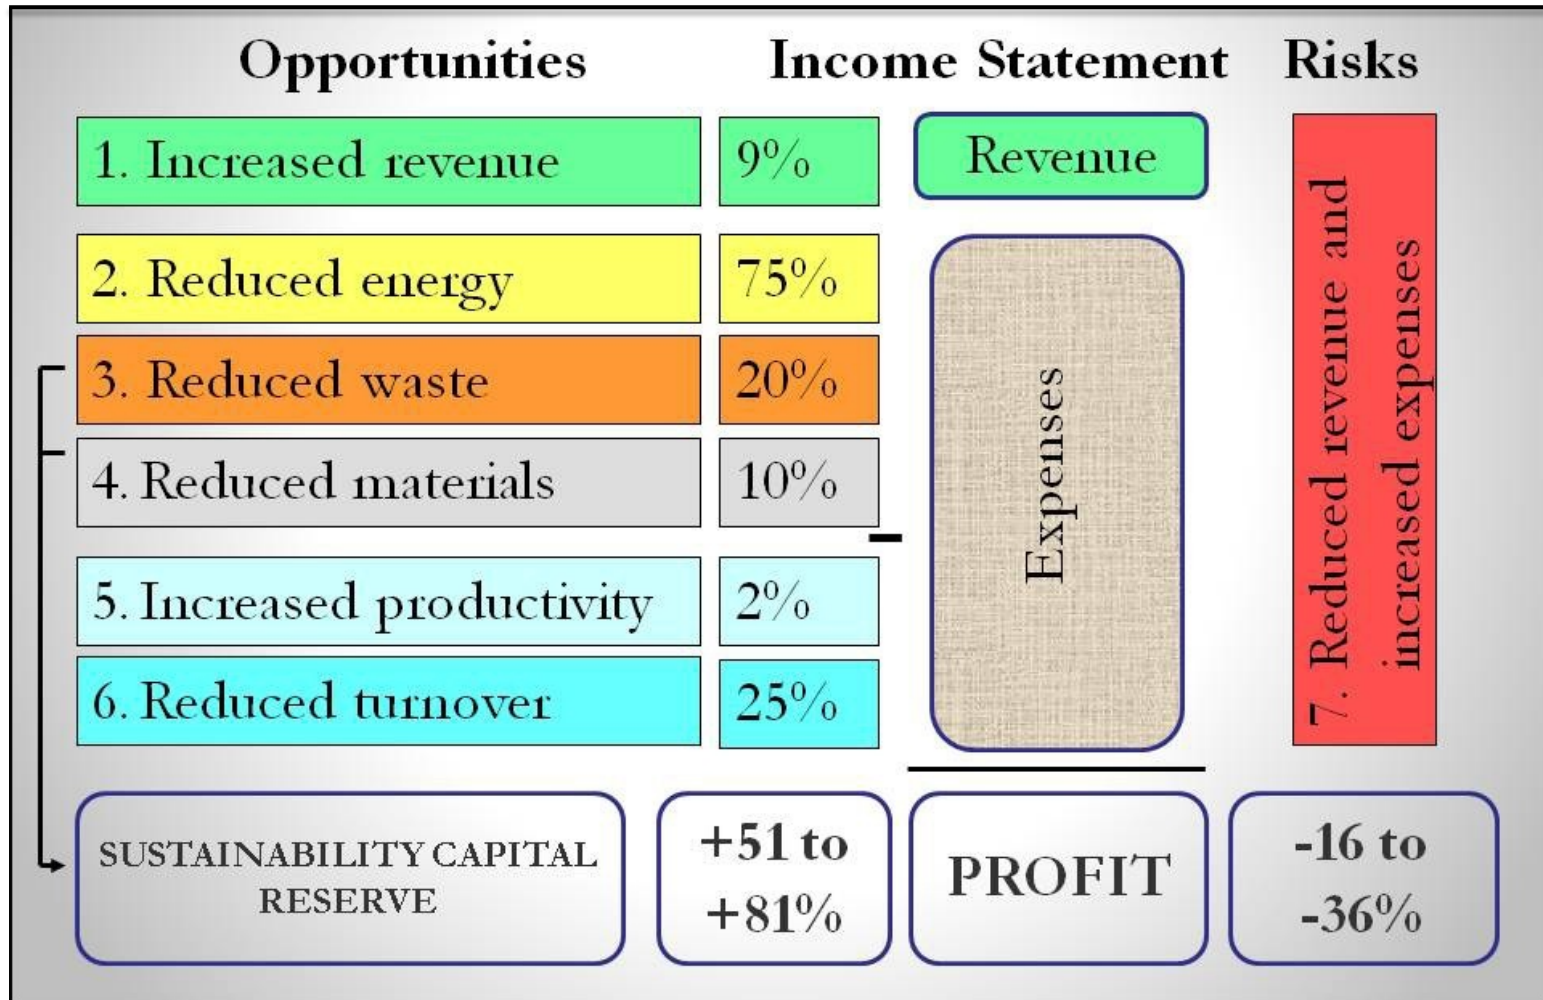 Opportunities
Income Statement
Risks
1. Increased revenue
9%
Revenue
2. Reduced energy
75%
3. Reduced waste
20%
4. Reduced materials
10%
-
Expenses
5. Increased productivity
2%
6. Reduced turnover
25%
7. Reduced revenue and
increased expenses
SUSTAINABILITY CAPITAL
RESERVE
+51 to
+81%
PROFIT
-16 to
-36%